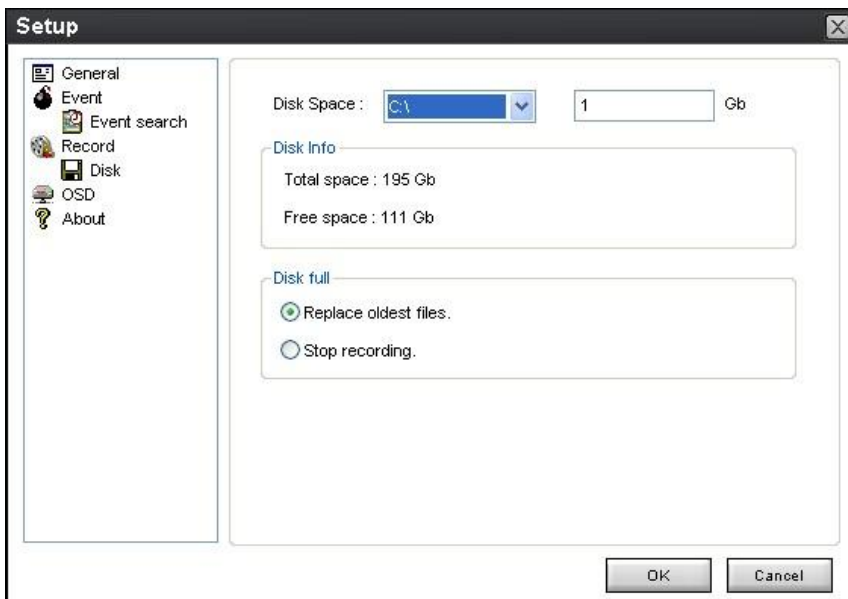 Setup
General
Event
Event search
Record
Disk
OSD
About
Disk Space : C:\ 1 Gb
Disk Info
Total space : 195 Gb
Free space : 111 Gb
Disk full
Replace oldest files.
Stop recording.
OK Cancel